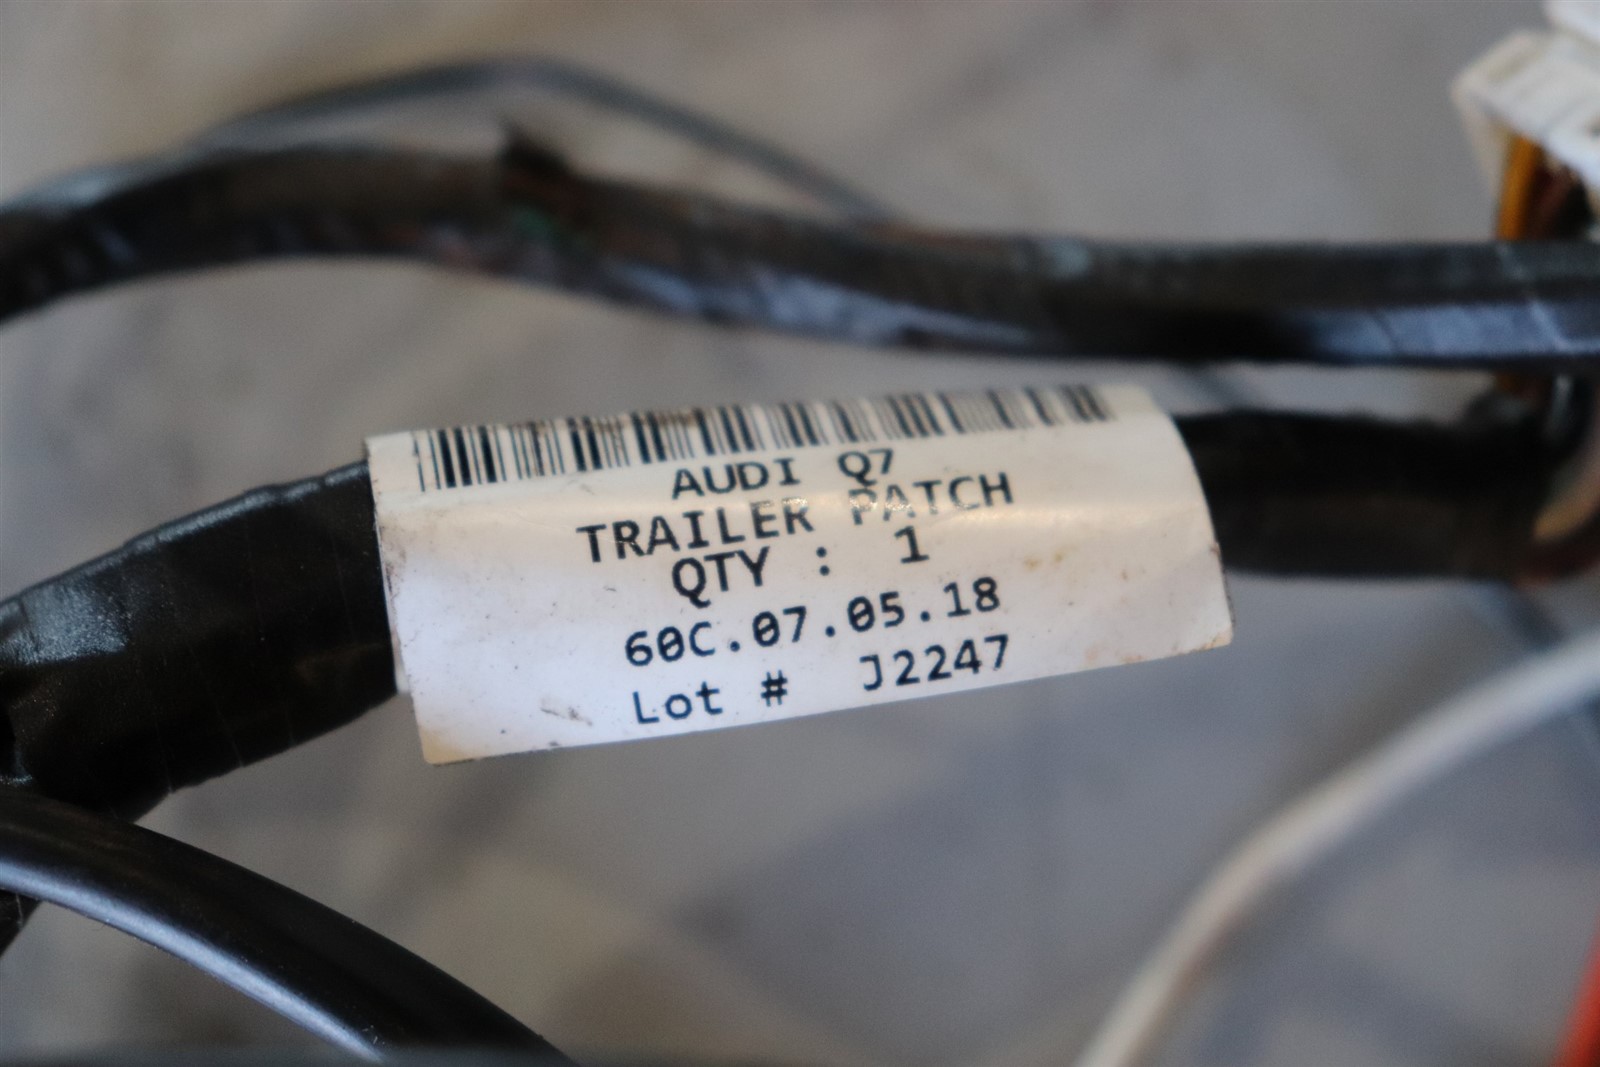 AUDI Q7
TRAILER PATCH
QTY : 1
60C.07.05.18
Lot # J2247